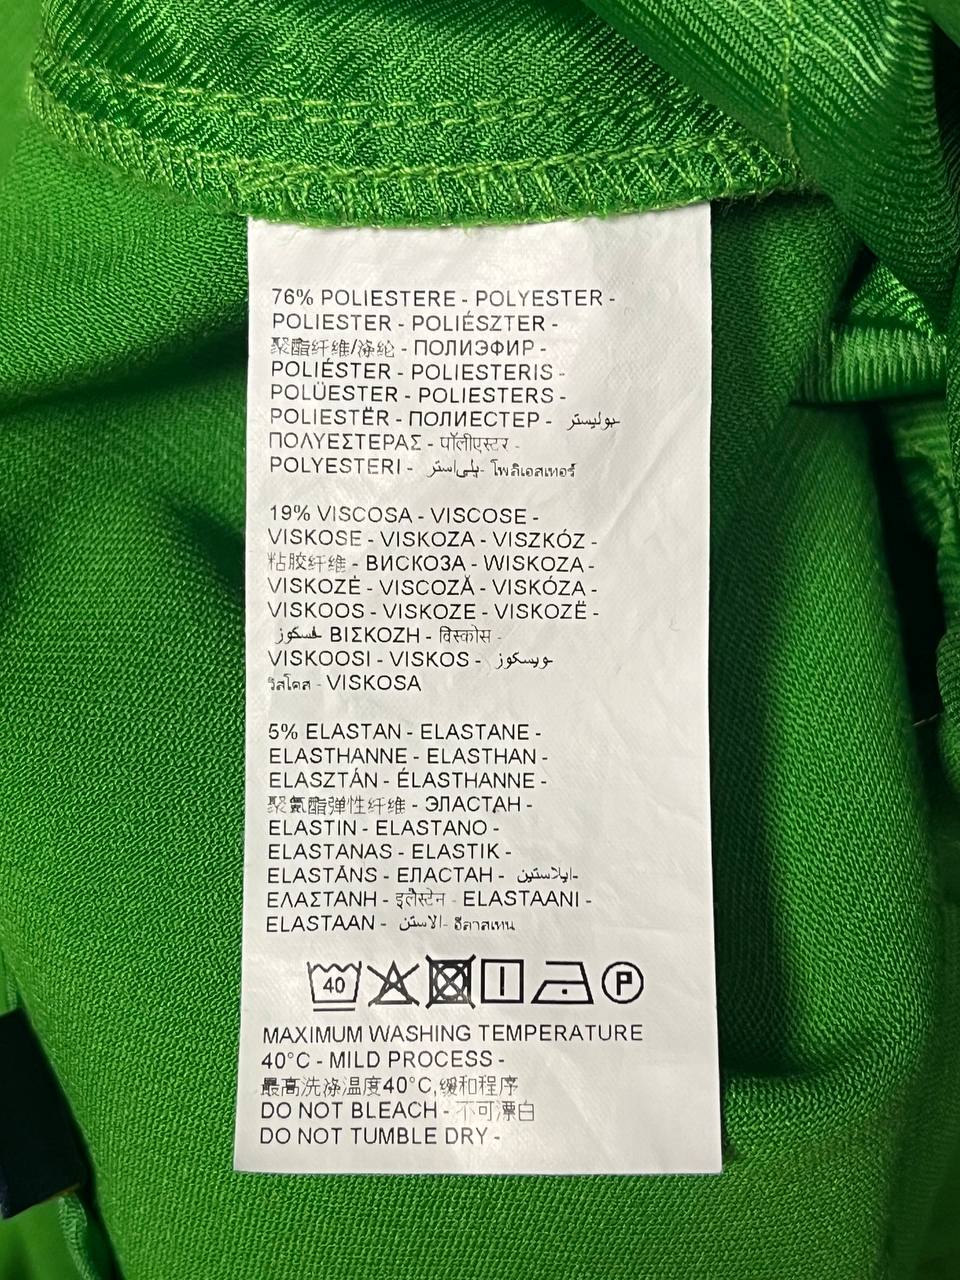 76% POLIESTERE - POLYESTER -
POLIESTER - POLIÉSZTER -
聚酯纤维/涤纶 - ПОЛИЭФИР -
POLIÉSTER - POLIESTERIS -
POLÜESTER - POLIESTERS -
POLIESTËR - ПОЛИЕСТЕР - بوليستر
ΠΟΛΥΕΣΤΕΡΑΣ - पॉलीएस्टर -
POLYESTERI - پلی‌استر - โพลิเอสเทอร์
19% VISCOSA - VISCOSE -
VISKOSE - VISKOZA - VISZKÓZ -
粘胶纤维 - ВИСКОЗА - WISKOZA -
VISKOZĖ - VISCOZĂ - VISKÓZA -
VISKOOS - VISKOZE - VISKOZË -
فسكوز ΒΙΣΚΟΖΗ - विस्कोस -
VISKOOSI - VISKOS - ويسكوز
วิสโคส - VISKOSA
5% ELASTAN - ELASTANE -
ELASTHANNE - ELASTHAN -
ELASZTÁN - ÉLASTHANNE -
聚氨酯弹性纤维 - ЭЛАСТАН -
ELASTIN - ELASTANO -
ELASTANAS - ELASTIK -
ELASTĀNS - ЕЛАСТАН - ايلاستين-
ΕΛΑΣΤΑΝΗ - इलैस्टेन - ELASTAANI -
ELASTAAN - الاستن - อีลาสเทน
40 P
MAXIMUM WASHING TEMPERATURE
40°C - MILD PROCESS -
最高洗涤温度40°C,缓和程序
DO NOT BLEACH - 不可漂白
DO NOT TUMBLE DRY -